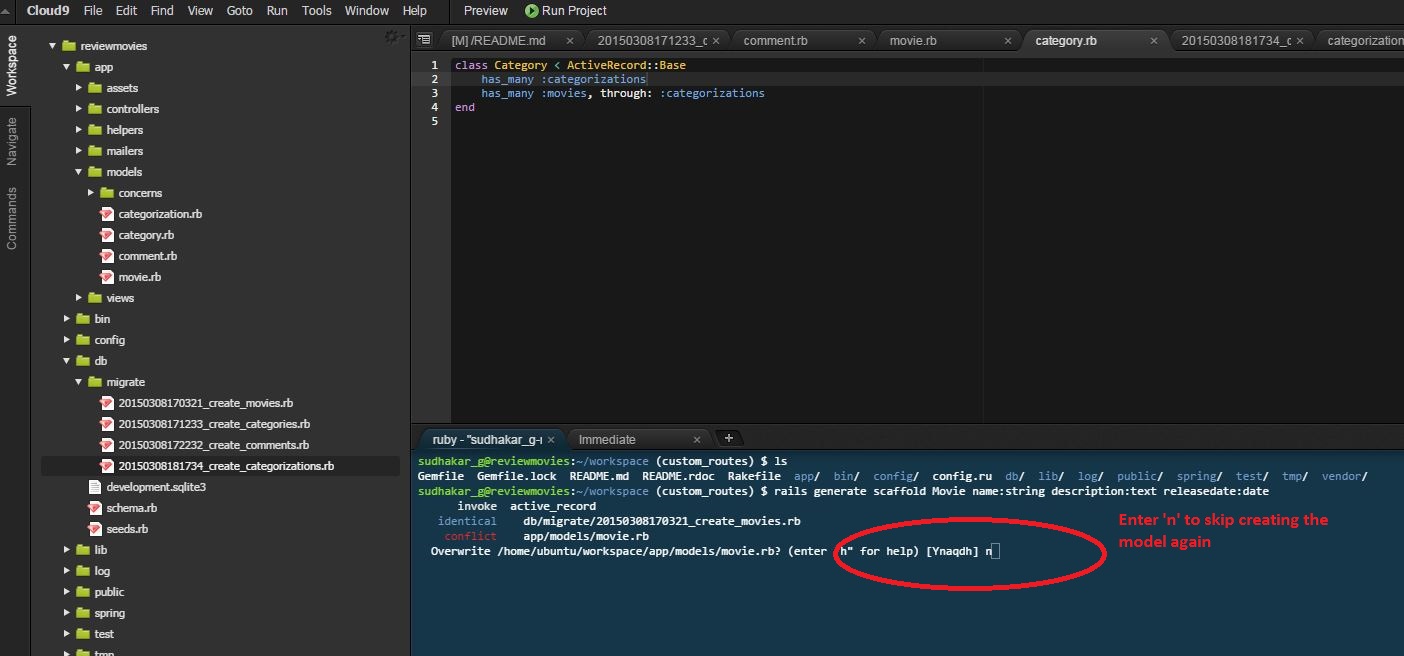 Cloud9 File Edit Find View Goto Run Tools Window Help Preview Run Project
Workspace
Navigate
Commands
reviewmovies
app
assets
controllers
helpers
mailers
models
concerns
categorization.rb
category.rb
comment.rb
movie.rb
views
bin
config
db
migrate
20150308170321_create_movies.rb
20150308171233_create_categories.rb
20150308172232_create_comments.rb
20150308181734_create_categorizations.rb
development.sqlite3
schema.rb
seeds.rb
lib
log
public
spring
test
tmp
[M] /README.md × 20150308171233_c × comment.rb × movie.rb × category.rb × 20150308181734_c × categorization
1 class Category < ActiveRecord::Base
2 has_many :categorizations
3 has_many :movies, through: :categorizations
4 end
5
ruby - "sudhakar_g-r × Immediate × +
sudhakar_g@reviewmovies:~/workspace (custom_routes) $ ls
Gemfile Gemfile.lock README.md README.rdoc Rakefile app/ bin/ config/ config.ru db/ lib/ log/ public/ spring/ test/ tmp/ vendor/
sudhakar_g@reviewmovies:~/workspace (custom_routes) $ rails generate scaffold Movie name:string description:text releasedate:date
invoke active_record
identical db/migrate/20150308170321_create_movies.rb
conflict app/models/movie.rb
Overwrite /home/ubuntu/workspace/app/models/movie.rb? (enter "h" for help) [Ynaqdh] n
Enter 'n' to skip creating the
model again